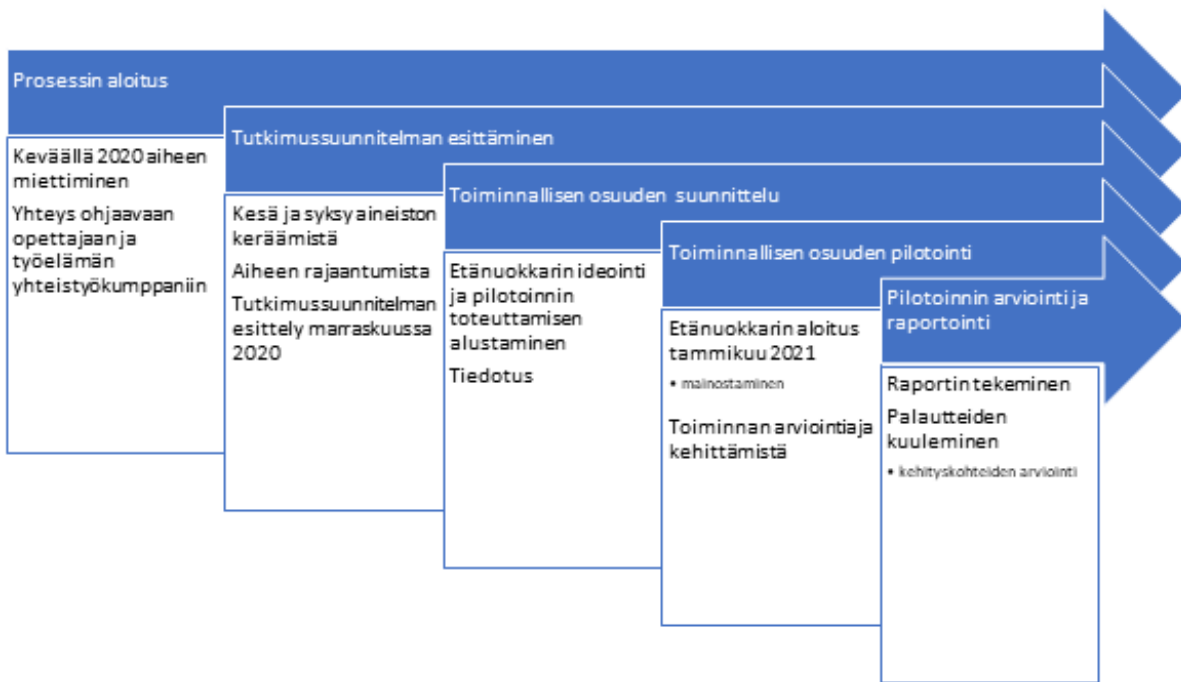 Prosessin aloitus
Keväällä 2020 aiheen
miettiminen
Yhteys ohjaavaan
opettajaan ja
työelämän
yhteistyökumppaniin
Tutkimussuunnitelman esittäminen
Kesä ja syksy aineiston
keräämistä
Aiheen rajaantumista
Tutkimussuunnitelman
esittely marraskuussa
2020
Toiminnallisen osuuden suunnittelu
Etänuokkarin ideointi
ja pilotoinnin
toteuttamisen
alustaminen
Tiedotus
Toiminnallisen osuuden pilotointi
Etänuokkarin aloitus
tammikuu 2021
• mainostaminen
Toiminnan arviointia ja
kehittämistä
Pilotoinnin arviointi ja
raportointi
Raportin tekeminen
Palautteiden
kuuleminen
• kehityskohteiden arviointi